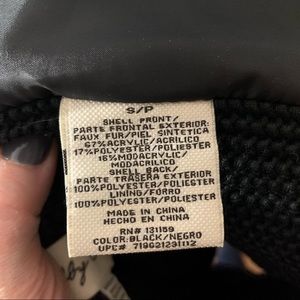 S/P
SHELL FRONT/
PARTE FRONTAL EXTERIOR:
FAUX FUR/PIEL SINTETICA
67%ACRYLIC/ACRILICO
17%POLYESTER/POLIESTER
16%MODACRYLIC/
MODACRILICO
SHELL BACK/
PARTE TRASERA EXTERIOR
100%POLYESTER/POLIESTER
LINING/FORRO
100%POLYESTER/POLIESTER
MADE IN CHINA
HECHO EN CHINA
RN# 131159
COLOR:BLACK/NEGRO
UPC# 719621231112